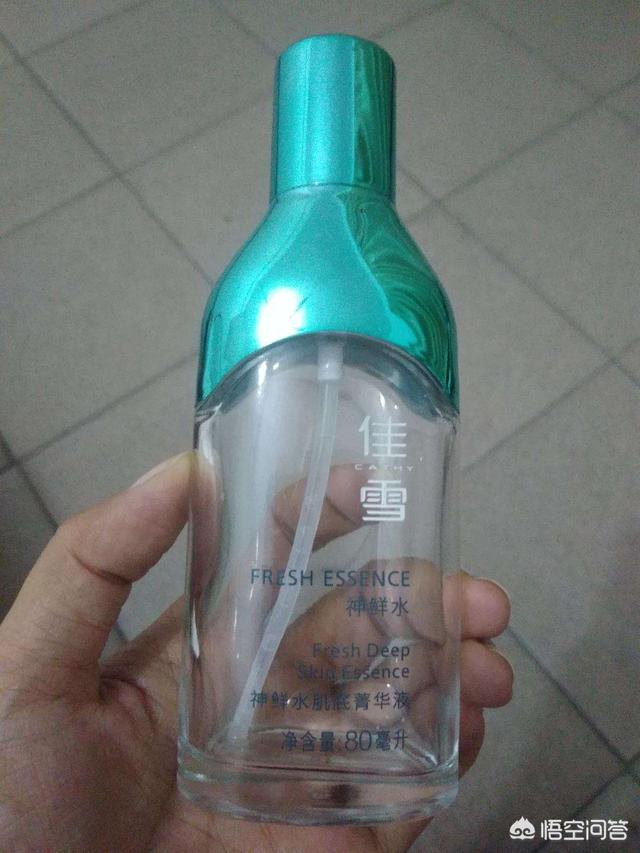 佳
CATHY
雪
FRESH ESSENCE
神鲜水
Fresh Deep
Skin Essence
神鲜水肌底菁华液
净含量:80毫升
悟空问答